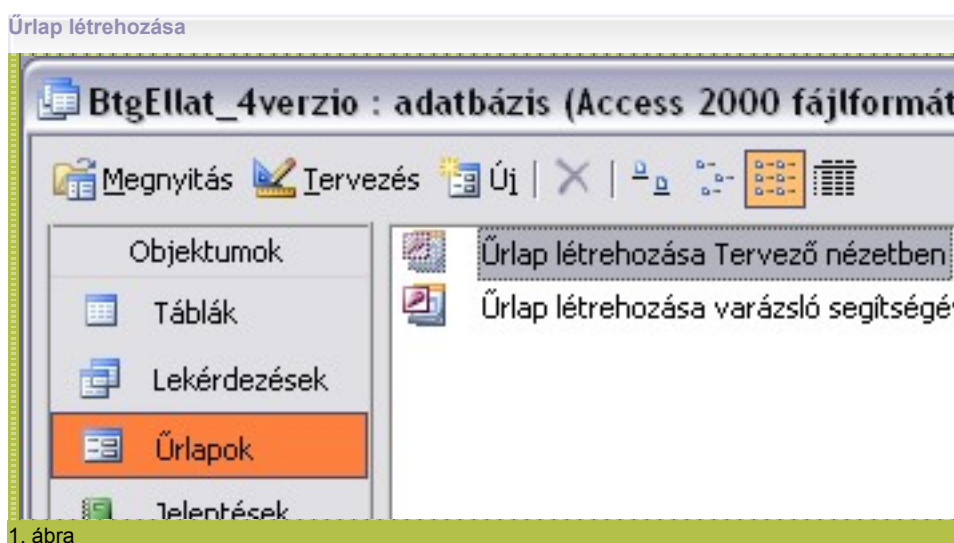 Űrlap létrehozása
BtgEllat_4verzio : adatbázis (Access 2000 fájlformát
Megnyitás Tervezés Új
Objektumok
Táblák
Lekérdezések
Űrlapok
Jelentések
Űrlap létrehozása Tervező nézetben
Űrlap létrehozása varázsló segítségév
1. ábra